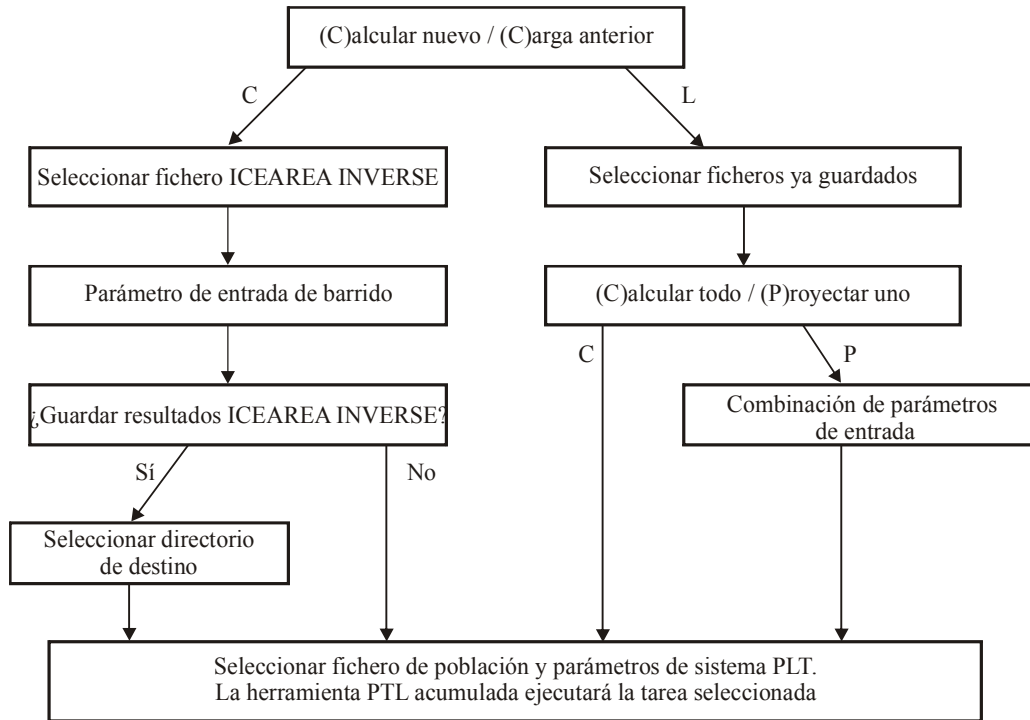 (C)alcular nuevo / (C)arga anterior
C
L
Seleccionar fichero ICEAREA INVERSE
Seleccionar ficheros ya guardados
Parámetro de entrada de barrido
(C)alcular todo / (P)royectar uno
C
P
¿Guardar resultados ICEAREA INVERSE?
Combinación de parámetros
de entrada
Sí
No
Seleccionar directorio
de destino
Seleccionar fichero de población y parámetros de sistema PLT.
La herramienta PTL acumulada ejecutará la tarea seleccionada